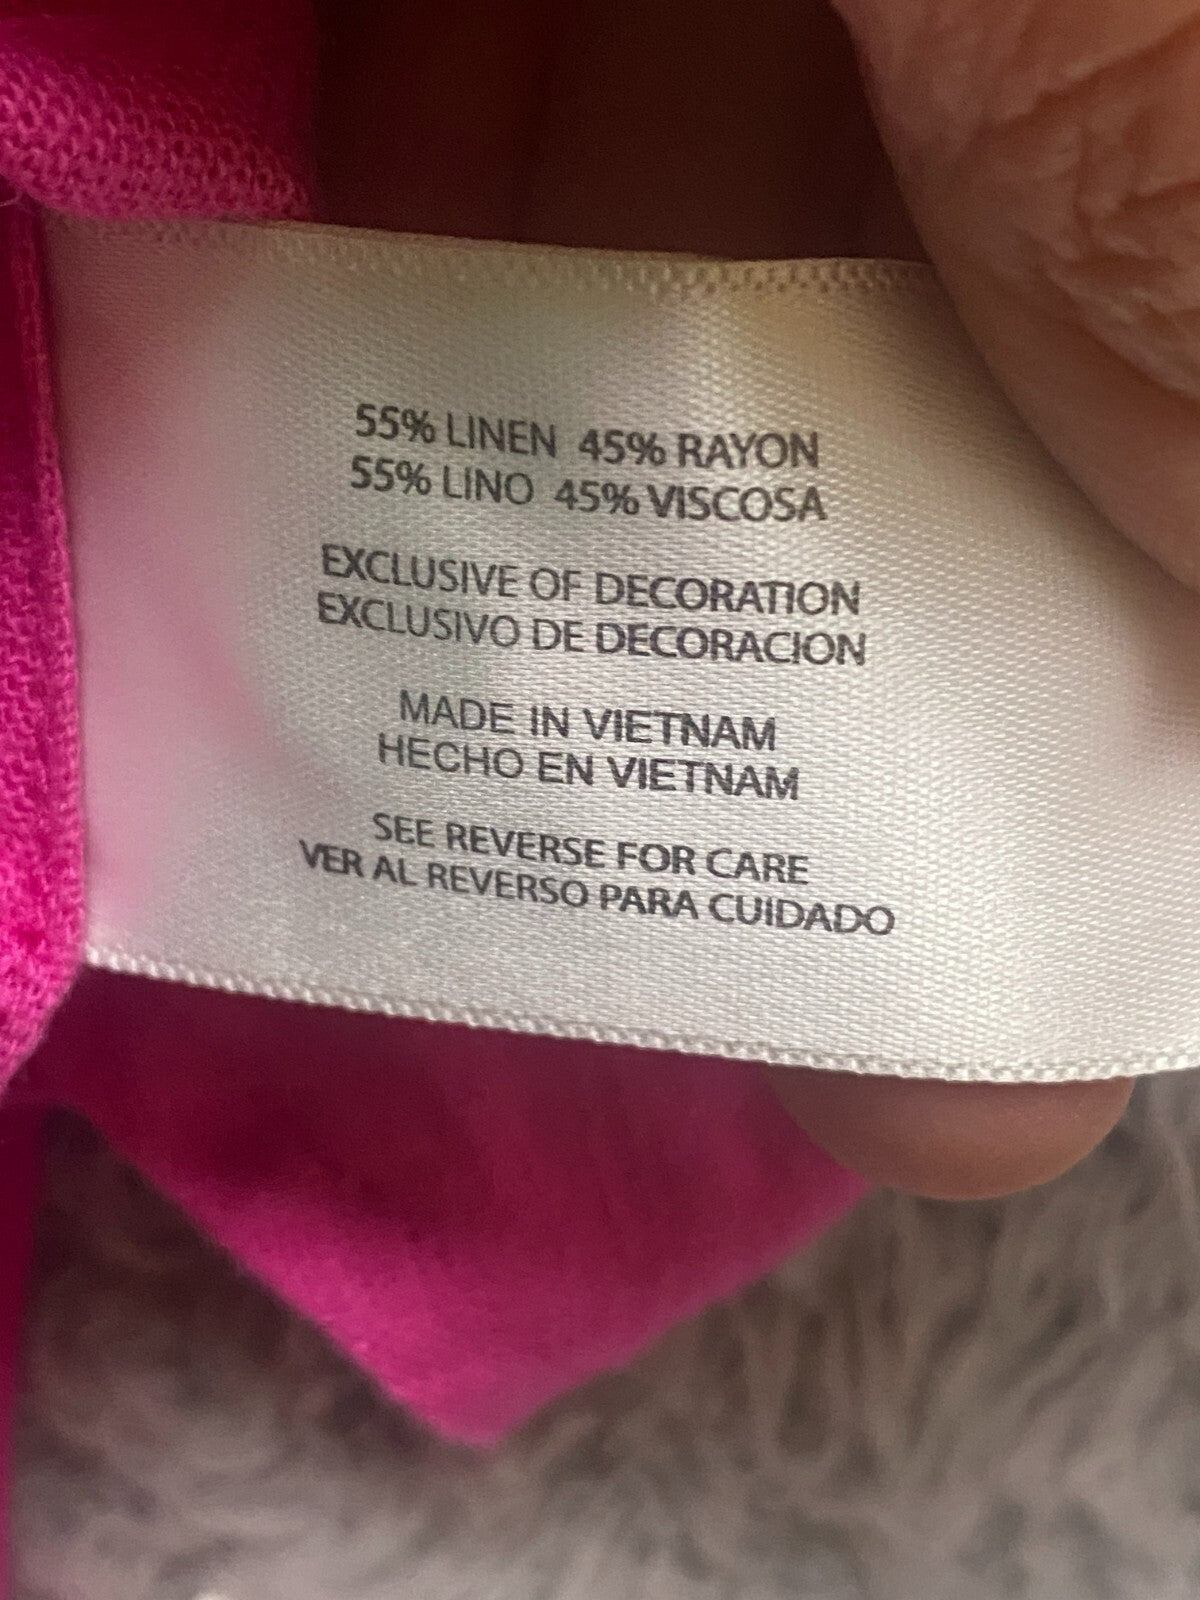 55% LINEN 45% RAYON
55% LINO 45% VISCOSA
EXCLUSIVE OF DECORATION
EXCLUSIVO DE DECORACION
MADE IN VIETNAM
HECHO EN VIETNAM
SEE REVERSE FOR CARE
VER AL REVERSO PARA CUIDADO